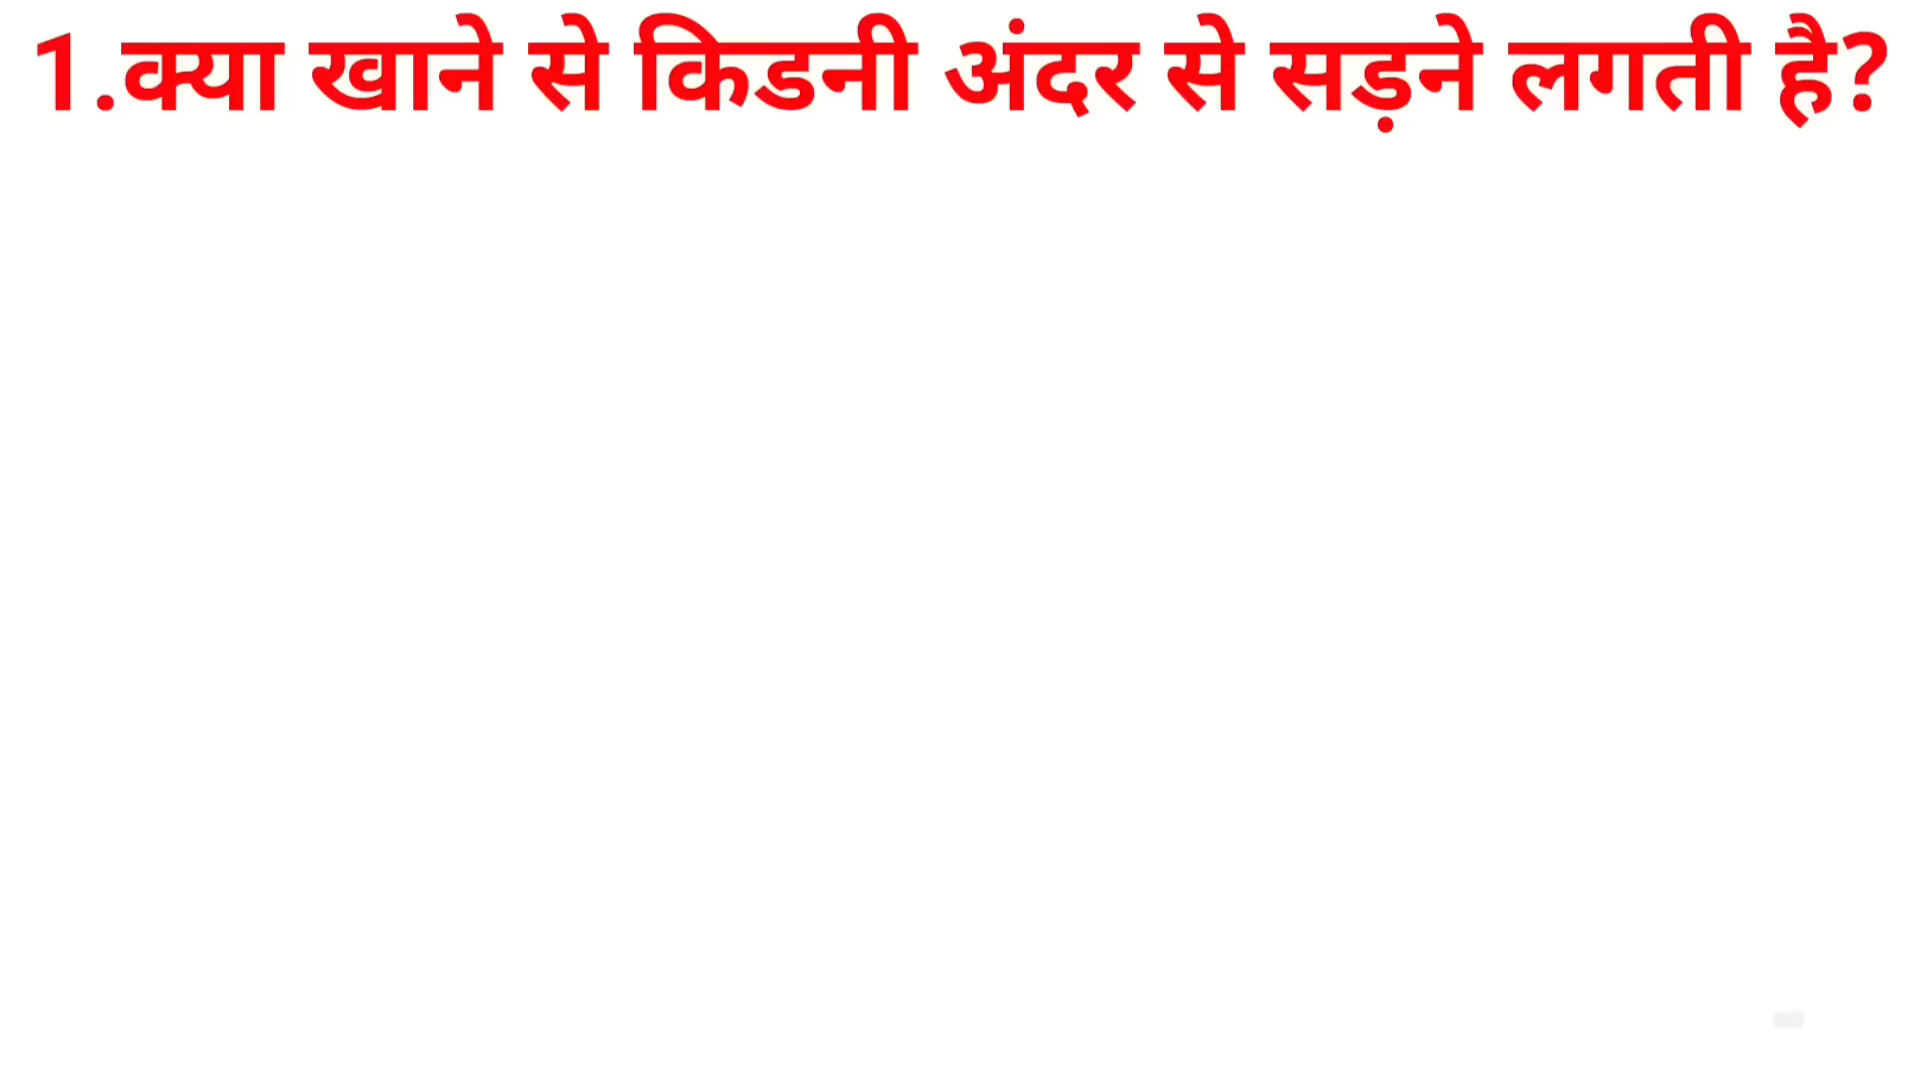 1.क्या खाने से किडनी अंदर से सड़ने लगती है?